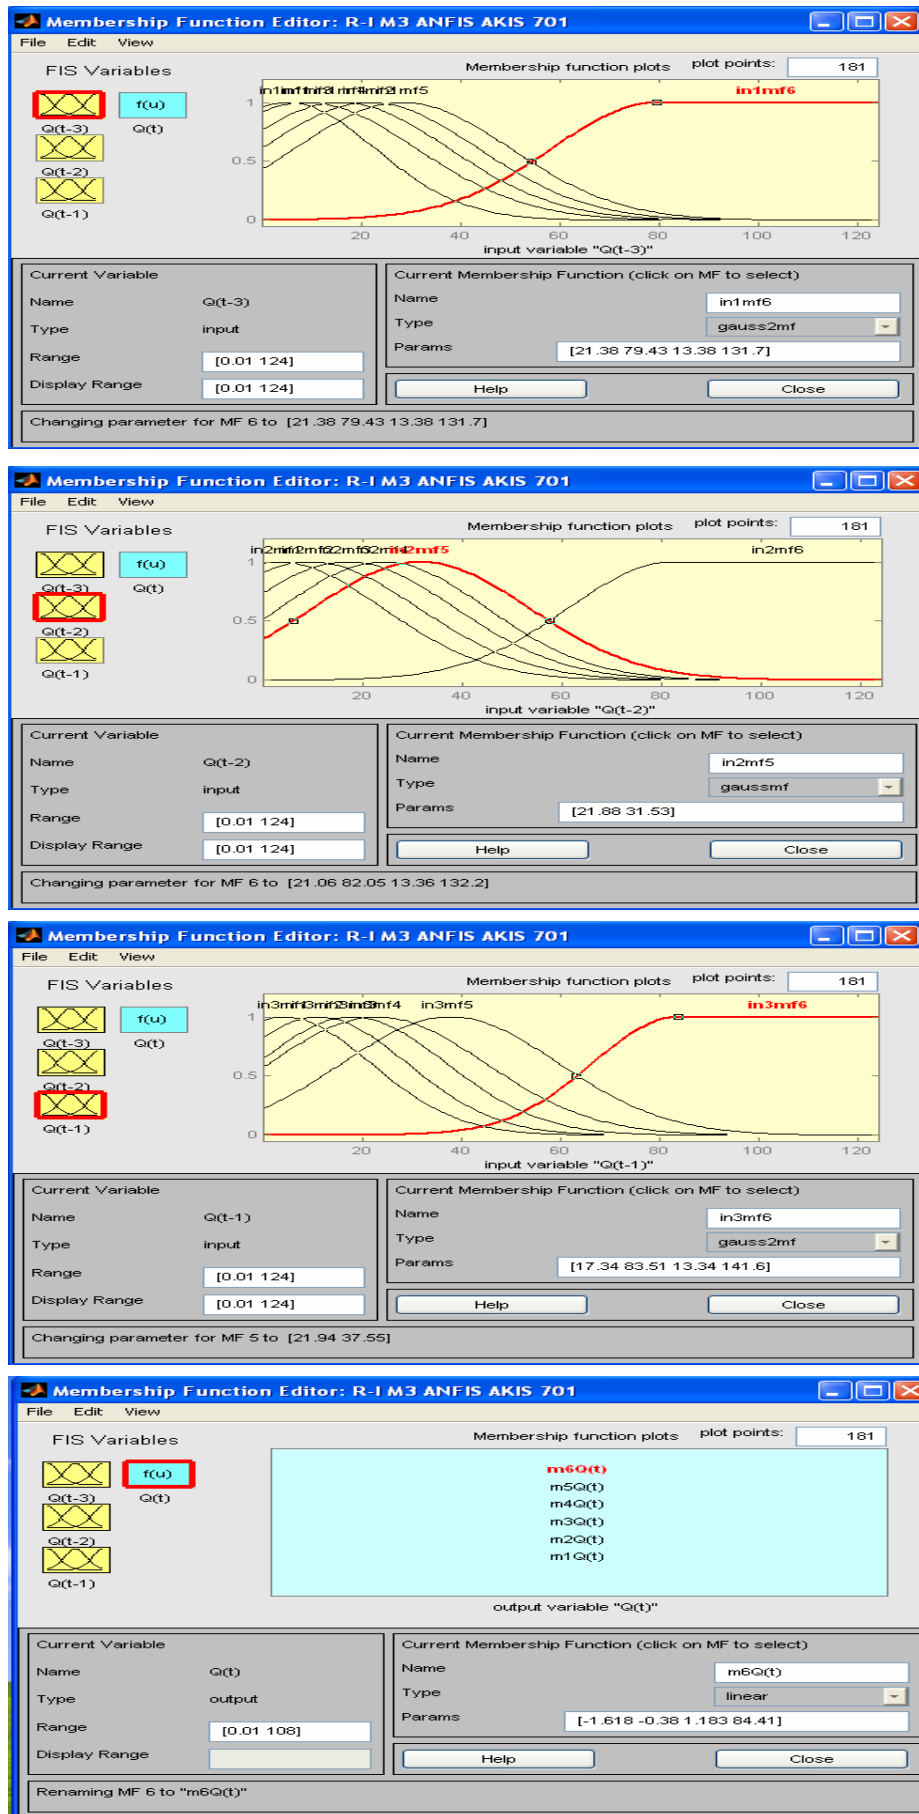 Membership Function Editor: R-I M3 ANFIS AKIS 701
File Edit View
FIS Variables
Membership function plots plot points: 181
f(u)
Q(t-3) Q(t)
Q(t-2)
Q(t-1)
in1mf5 in1mf6
1
0.5
0
20 40 60 80 100 120
input variable "Q(t-3)"
Current Variable
Name Q(t-3)
Type input
Range [0.01 124]
Display Range [0.01 124]
Current Membership Function (click on MF to select)
Name in1mf6
Type gauss2mf
Params [21.38 79.43 13.38 131.7]
Help Close
Changing parameter for MF 6 to [21.38 79.43 13.38 131.7]
Membership Function Editor: R-I M3 ANFIS AKIS 701
File Edit View
FIS Variables
Membership function plots plot points: 181
f(u)
Q(t-3) Q(t)
Q(t-2)
Q(t-1)
in2mf5 in2mf6
1
0.5
0
20 40 60 80 100 120
input variable "Q(t-2)"
Current Variable
Name Q(t-2)
Type input
Range [0.01 124]
Display Range [0.01 124]
Current Membership Function (click on MF to select)
Name in2mf5
Type gaussmf
Params [21.88 31.53]
Help Close
Changing parameter for MF 6 to [21.06 82.05 13.36 132.2]
Membership Function Editor: R-I M3 ANFIS AKIS 701
File Edit View
FIS Variables
Membership function plots plot points: 181
f(u)
Q(t-3) Q(t)
Q(t-2)
Q(t-1)
in3mf5 in3mf6
1
0.5
0
20 40 60 80 100 120
input variable "Q(t-1)"
Current Variable
Name Q(t-1)
Type input
Range [0.01 124]
Display Range [0.01 124]
Current Membership Function (click on MF to select)
Name in3mf6
Type gauss2mf
Params [17.34 83.51 13.34 141.6]
Help Close
Changing parameter for MF 5 to [21.94 37.55]
Membership Function Editor: R-I M3 ANFIS AKIS 701
File Edit View
FIS Variables
Membership function plots plot points: 181
f(u)
Q(t-3) Q(t)
Q(t-2)
Q(t-1)
m6Q(t)
m5Q(t)
m4Q(t)
m3Q(t)
m2Q(t)
m1Q(t)
output variable "Q(t)"
Current Variable
Name Q(t)
Type output
Range [0.01 108]
Display Range
Current Membership Function (click on MF to select)
Name m6Q(t)
Type linear
Params [-1.618 -0.38 1.183 84.41]
Help Close
Renaming MF 6 to "m6Q(t)"